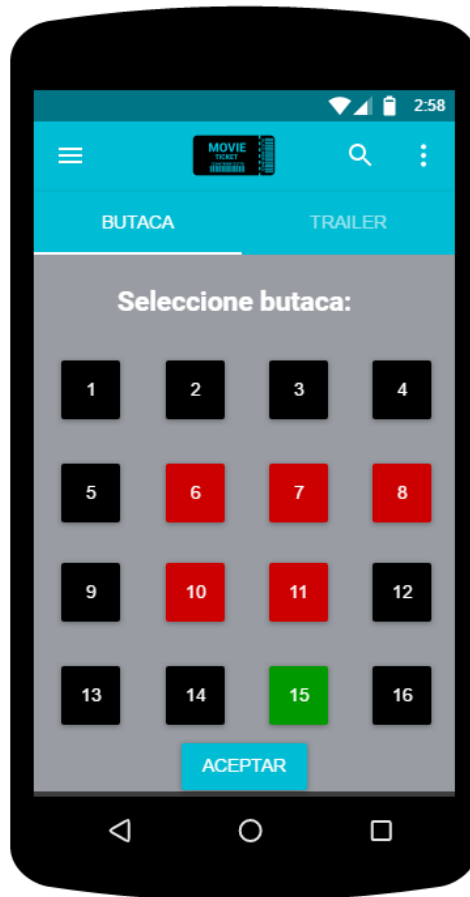 2:58
MOVIE
TICKET
BUTACA TRAILER
Seleccione butaca:
1 2 3 4
5 6 7 8
9 10 11 12
13 14 15 16
ACEPTAR